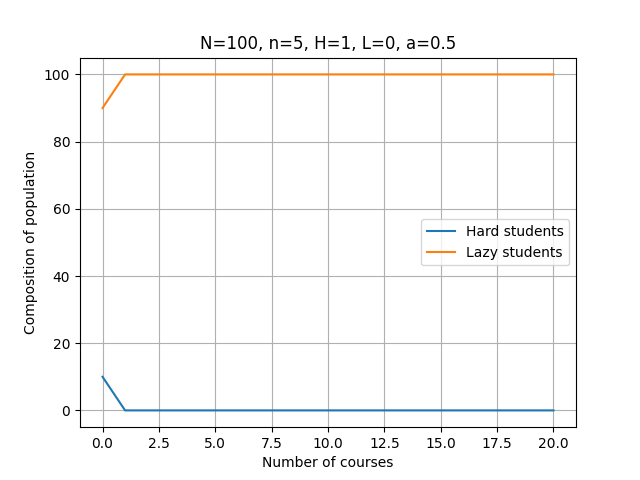 N=100, n=5, H=1, L=0, a=0.5
Composition of population
100
80
60
40
20
0
Hard students
Lazy students
0.0 2.5 5.0 7.5 10.0 12.5 15.0 17.5 20.0
Number of courses